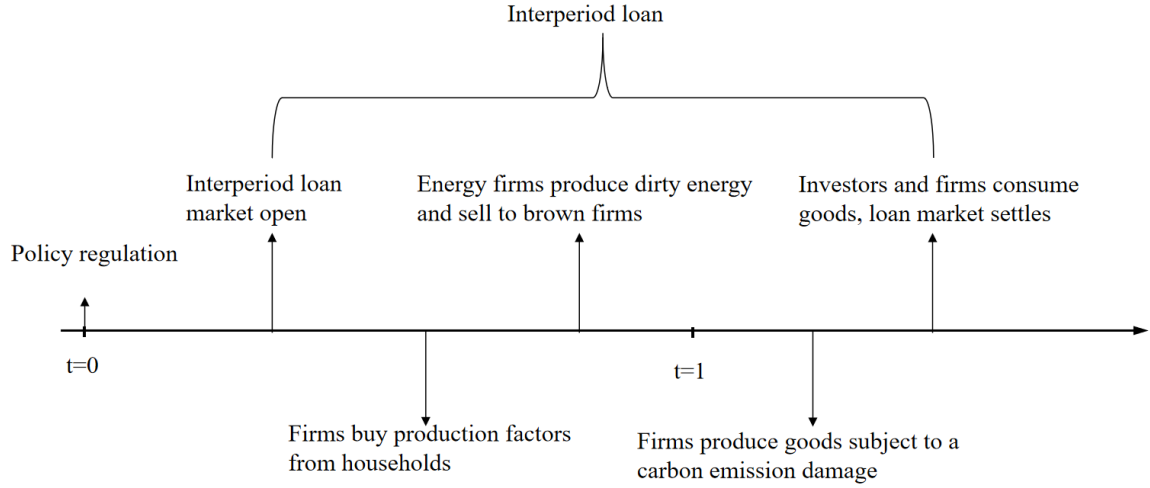 Interperiod loan
Interperiod loan
market open
Energy firms produce dirty energy
and sell to brown firms
Investors and firms consume
goods, loan market settles
Policy regulation
t=0
t=1
Firms buy production factors
from households
Firms produce goods subject to a
carbon emission damage